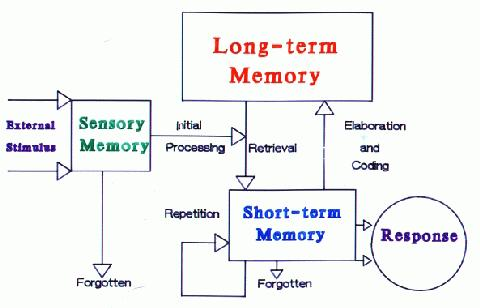 Long-term
Memory
External
Stimulus
Sensory
Memory
Initial
Processing
Retrieval
Elaboration
and
Coding
Repetition
Short-term
Memory
Response
Forgotten
Forgotten